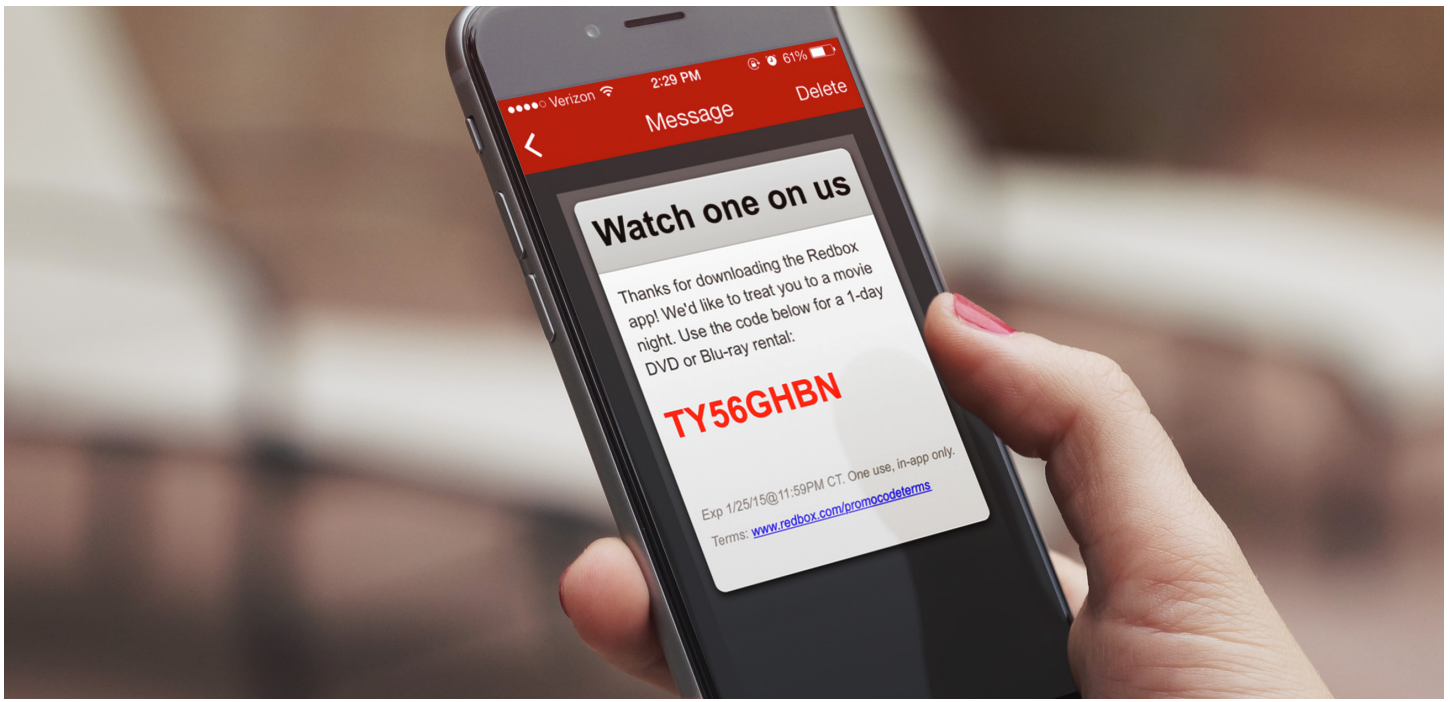 Verizon 2:29 PM 61%
Message Delete
Watch one on us
Thanks for downloading the Redbox
app! We'd like to treat you to a movie
night. Use the code below for a 1-day
DVD or Blu-ray rental:
TY56GHBN
Exp 1/25/15@11:59PM CT. One use, in-app only.
Terms: www.redbox.com/promocodeterms